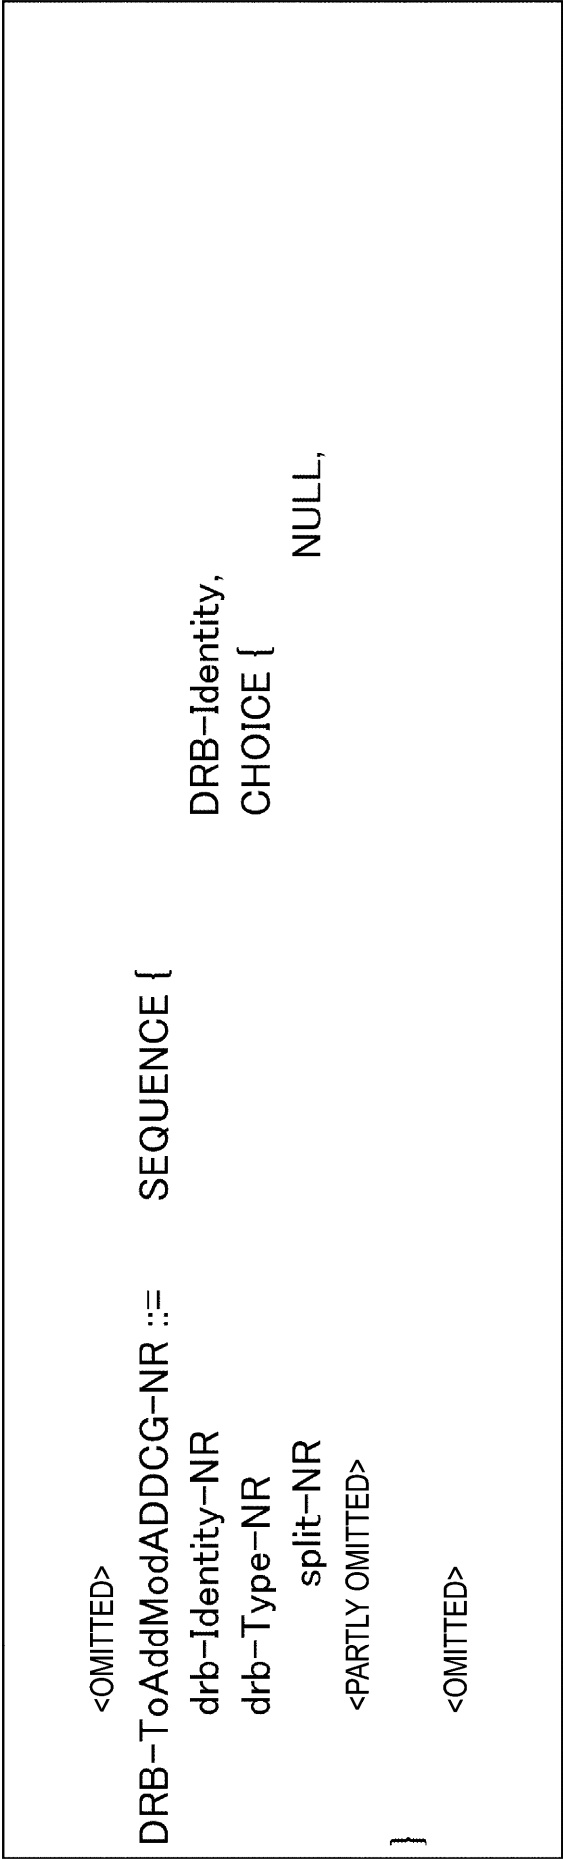 <OMITTED>
DRB-ToAddModADDCG-NR ::= SEQUENCE {
drb-Identity-NR DRB-Identity,
drb-Type-NR CHOICE {
split-NR NULL,
<PARTLY OMITTED>
}
<OMITTED>